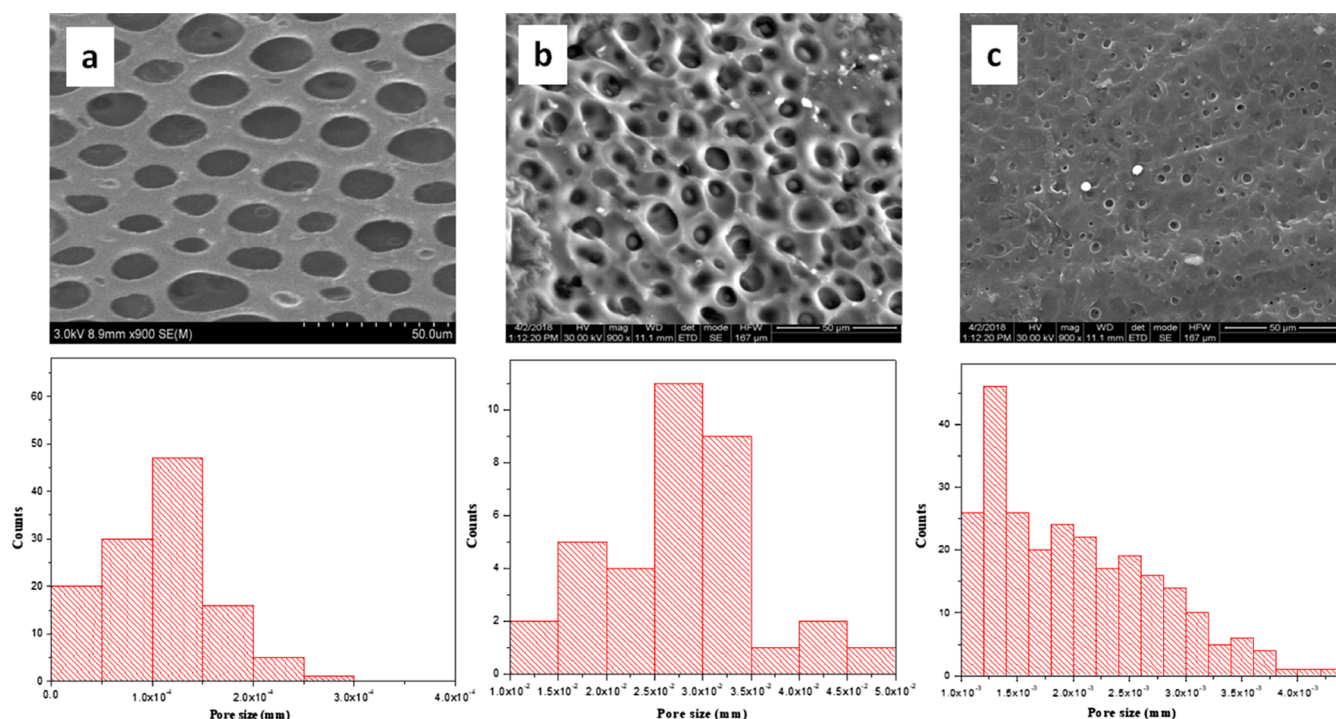 a
b
c
3.0kV 8.9mm x900 SE(M) 50.0um
4/2/2018 HV mag WD det mode HFW 50 µm
1:12:20 PM 30.00 kV 900 x 11.1 mm ETD SE 167 µm
4/2/2018 HV mag WD det mode HFW 50 µm
1:12:20 PM 30.00 kV 900 x 11.1 mm ETD SE 167 µm
60
50
40
30
20
10
0
Counts
0.0 1.0x10⁻⁴ 2.0x10⁻⁴ 3.0x10⁻⁴ 4.0x10⁻⁴
Pore size (mm)
10
8
6
4
2
0
Counts
1.0x10⁻² 1.5x10⁻² 2.0x10⁻² 2.5x10⁻² 3.0x10⁻² 3.5x10⁻² 4.0x10⁻² 4.5x10⁻² 5.0x10⁻²
Pore size (mm)
40
30
20
10
0
Counts
1.0x10⁻³ 1.5x10⁻³ 2.0x10⁻³ 2.5x10⁻³ 3.0x10⁻³ 3.5x10⁻³ 4.0x10⁻³
Pore size (mm)